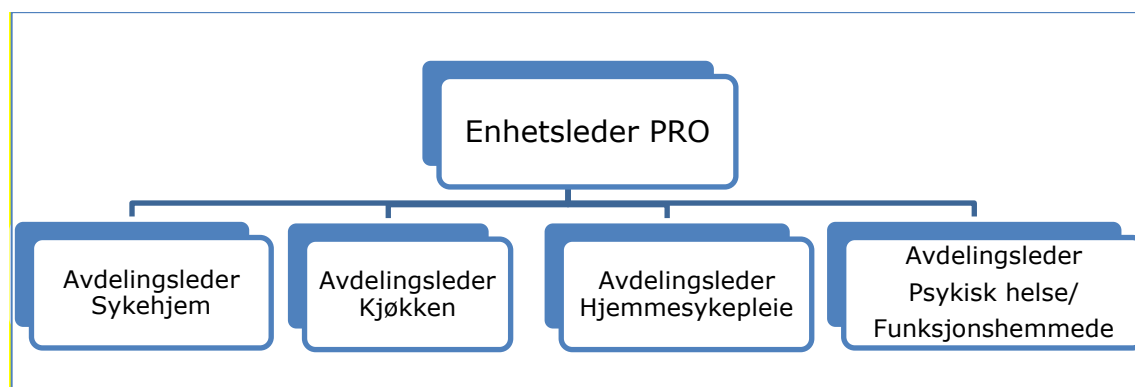 Enhetsleder PRO
Avdelingsleder
Sykehjem
Avdelingsleder
Kjøkken
Avdelingsleder
Hjemmesykepleie
Avdelingsleder
Psykisk helse/
Funksjonshemmede